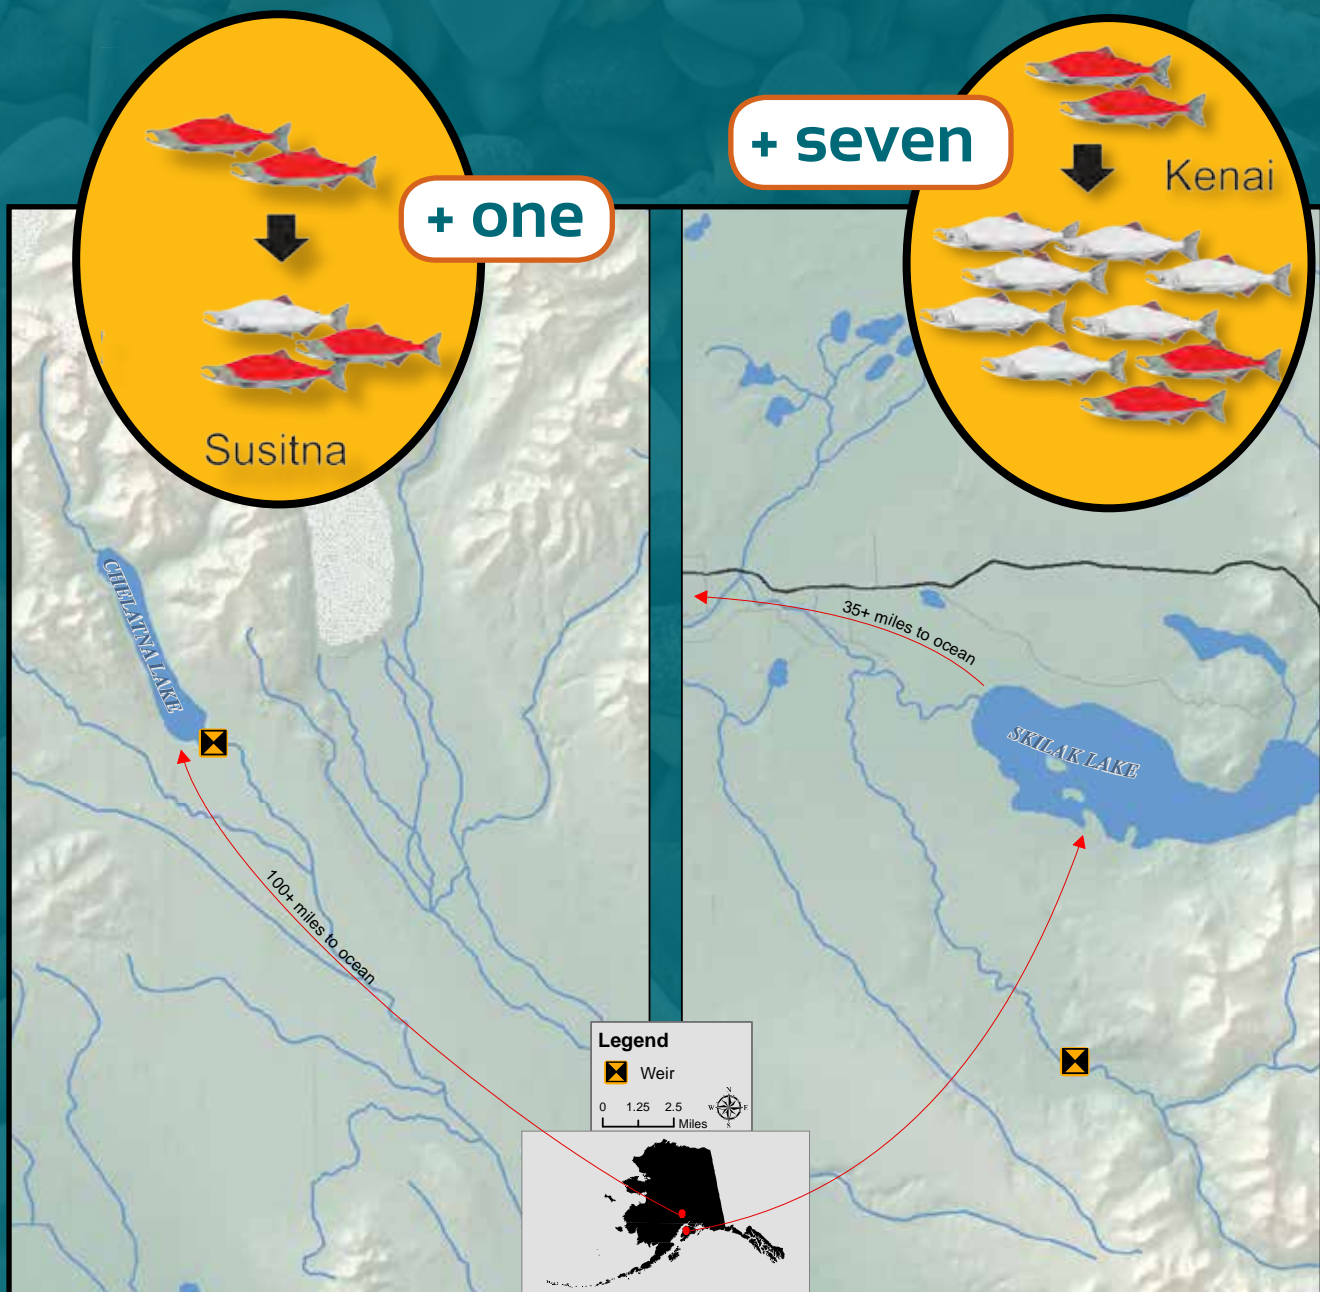 + one
+ seven
Kenai
Susitna
CHELATNA LAKE
35+ miles to ocean
SKILAK LAKE
100+ miles to ocean
Legend
Weir
0 1.25 2.5
Miles
N
W E
S